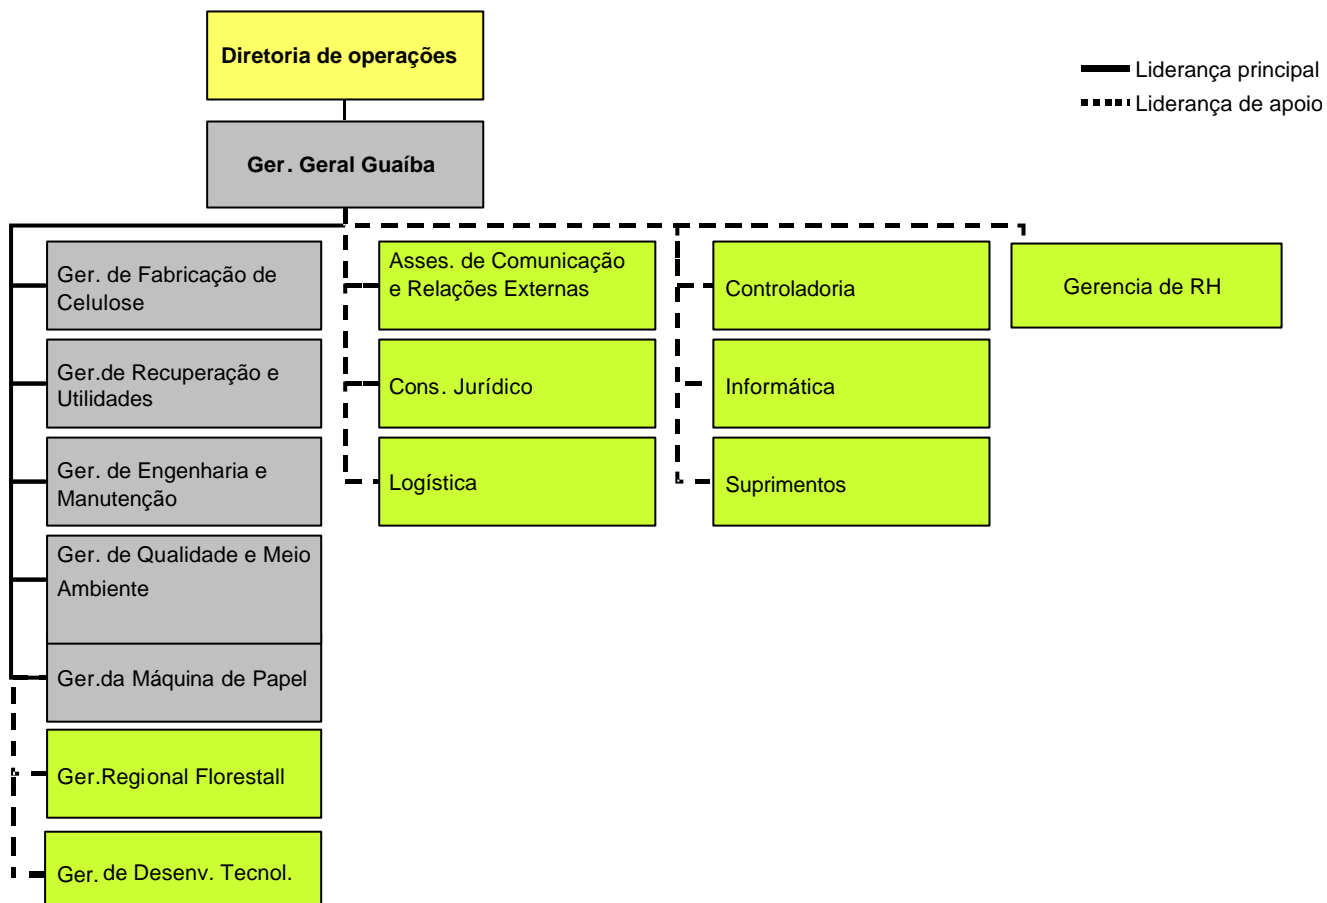 Diretoria de operações
Liderança principal
Liderança de apoio
Ger. Geral Guaíba
Ger. de Fabricação de
Celulose
Asses. de Comunicação
e Relações Externas
Controladoria
Gerencia de RH
Ger.de Recuperação e
Utilidades
Cons. Jurídico
Informática
Ger. de Engenharia e
Manutenção
Logística
Suprimentos
Ger. de Qualidade e Meio
Ambiente
Ger.da Máquina de Papel
Ger.Regional Florestall
Ger. de Desenv. Tecnol.